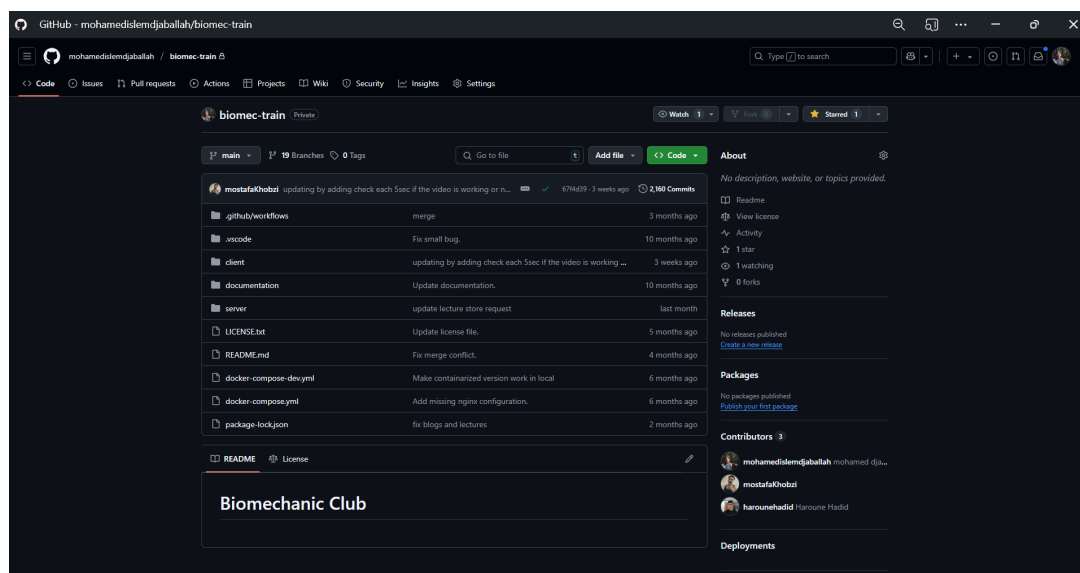 GitHub - mohamedislemdjaballah/biomec-train
mohamedislemdjaballah / biomec-train
Type / to search
Code Issues Pull requests Actions Projects Wiki Security Insights Settings
biomec-train Private
Watch 1 Fork 0 Starred 1
main 19 Branches 0 Tags Go to file t Add file Code
mostafaKhobzi updating by adding check each 5sec if the video is working or n... 67f4d39 · 3 weeks ago 2,160 Commits
.github/workflows merge 3 months ago
.vscode Fix small bug. 10 months ago
client updating by adding check each 5sec if the video is working ... 3 weeks ago
documentation Update documentation. 10 months ago
server update lecture store request last month
LICENSE.txt Update license file. 5 months ago
README.md Fix merge conflict. 4 months ago
docker-compose-dev.yml Make containarized version work in local 6 months ago
docker-compose.yml Add missing nginx configuration. 6 months ago
package-lock.json fix blogs and lectures 2 months ago
README License
Biomechanic Club
About
No description, website, or topics provided.
Readme
View license
Activity
1 star
1 watching
0 forks
Releases
No releases published
Create a new release
Packages
No packages published
Publish your first package
Contributors 3
mohamedislemdjaballah mohamed dja...
mostafaKhobzi
harounehadid Haroune Hadid
Deployments